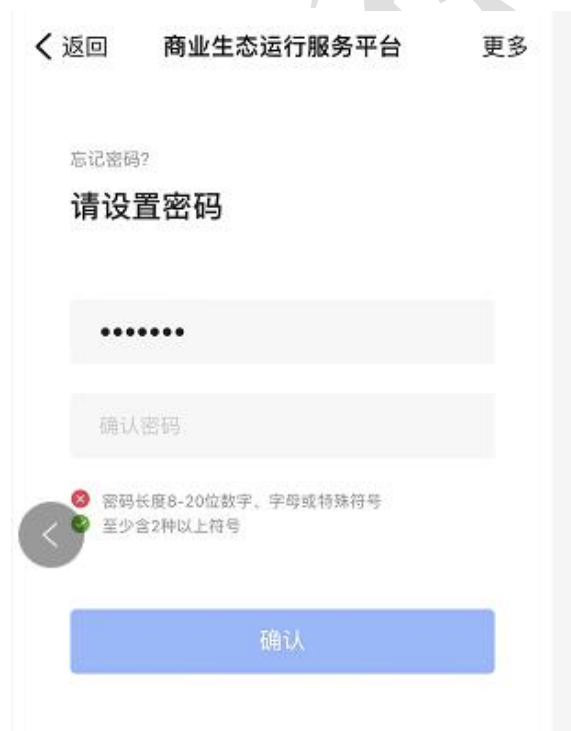 返回 商业生态运行服务平台 更多
忘记密码?
请设置密码
•••••••
确认密码
密码长度8-20位数字、字母或特殊符号
至少含2种以上符号
确认